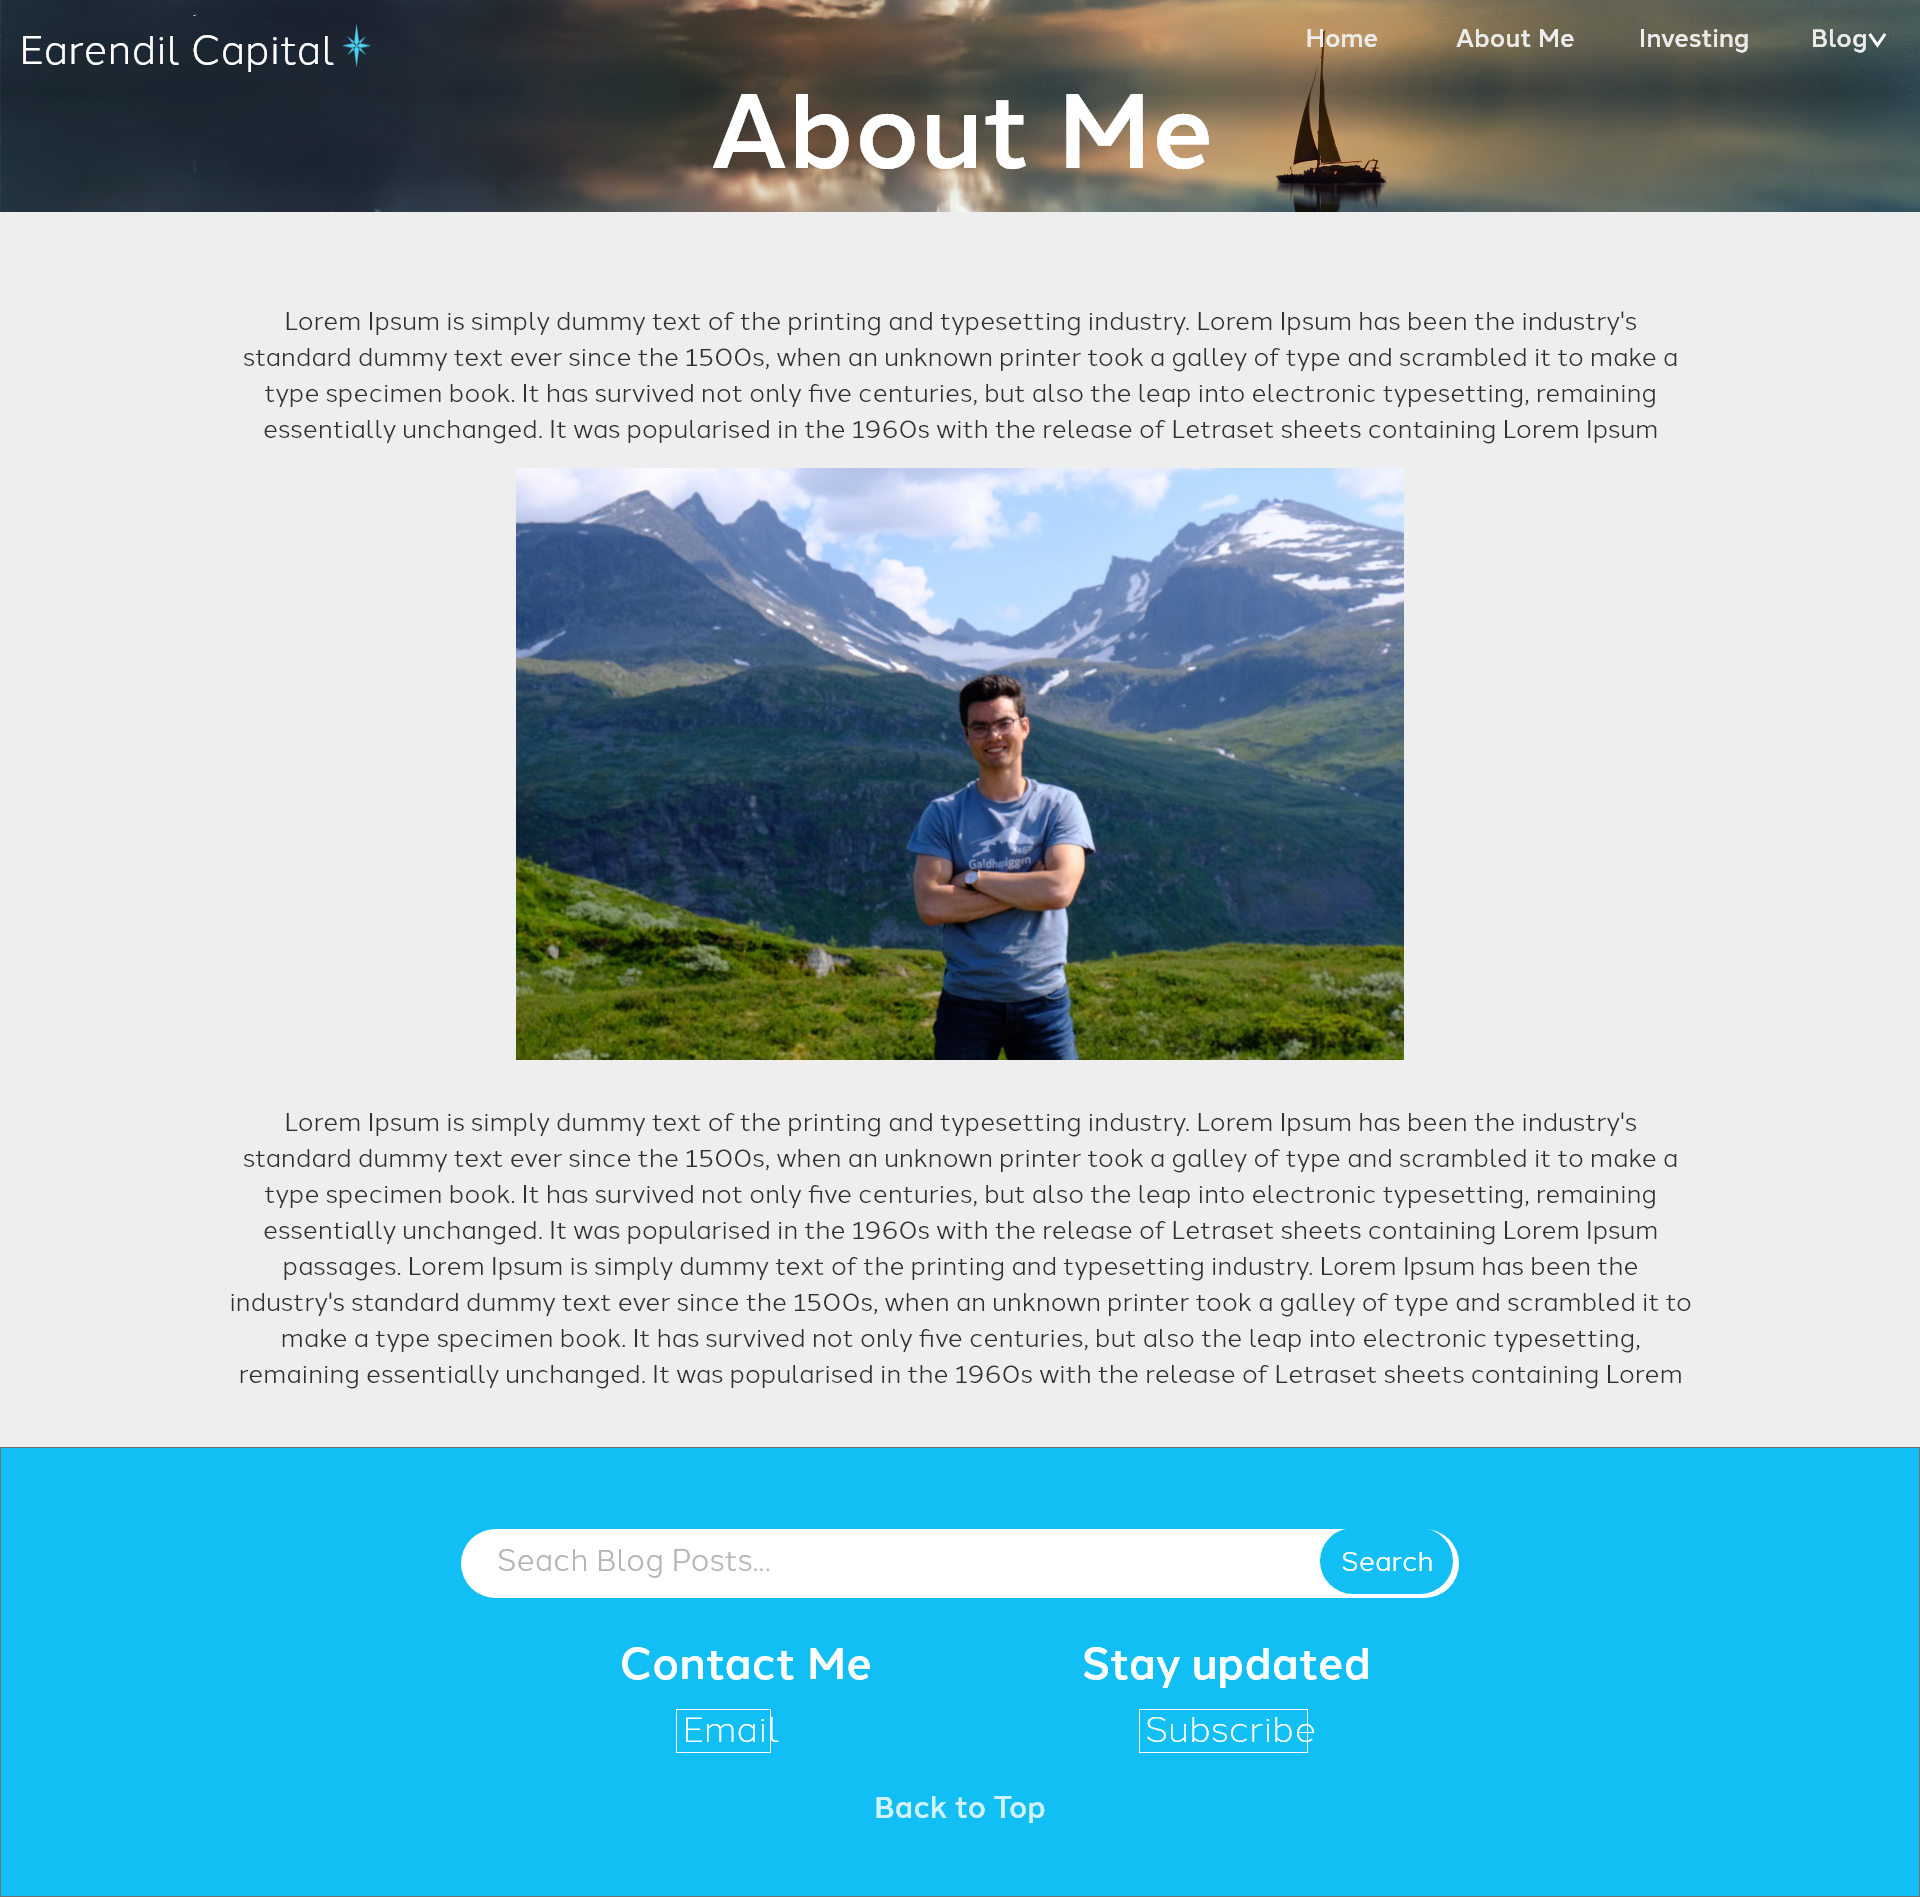 Earendil Capital
Home About Me Investing Blog
About Me
Lorem Ipsum is simply dummy text of the printing and typesetting industry. Lorem Ipsum has been the industry's
standard dummy text ever since the 1500s, when an unknown printer took a galley of type and scrambled it to make a
type specimen book. It has survived not only five centuries, but also the leap into electronic typesetting, remaining
essentially unchanged. It was popularised in the 1960s with the release of Letraset sheets containing Lorem Ipsum
Lorem Ipsum is simply dummy text of the printing and typesetting industry. Lorem Ipsum has been the industry's
standard dummy text ever since the 1500s, when an unknown printer took a galley of type and scrambled it to make a
type specimen book. It has survived not only five centuries, but also the leap into electronic typesetting, remaining
essentially unchanged. It was popularised in the 1960s with the release of Letraset sheets containing Lorem Ipsum
passages. Lorem Ipsum is simply dummy text of the printing and typesetting industry. Lorem Ipsum has been the
industry's standard dummy text ever since the 1500s, when an unknown printer took a galley of type and scrambled it to
make a type specimen book. It has survived not only five centuries, but also the leap into electronic typesetting,
remaining essentially unchanged. It was popularised in the 1960s with the release of Letraset sheets containing Lorem
Seach Blog Posts... Search
Contact Me Stay updated
Email Subscribe
Back to Top